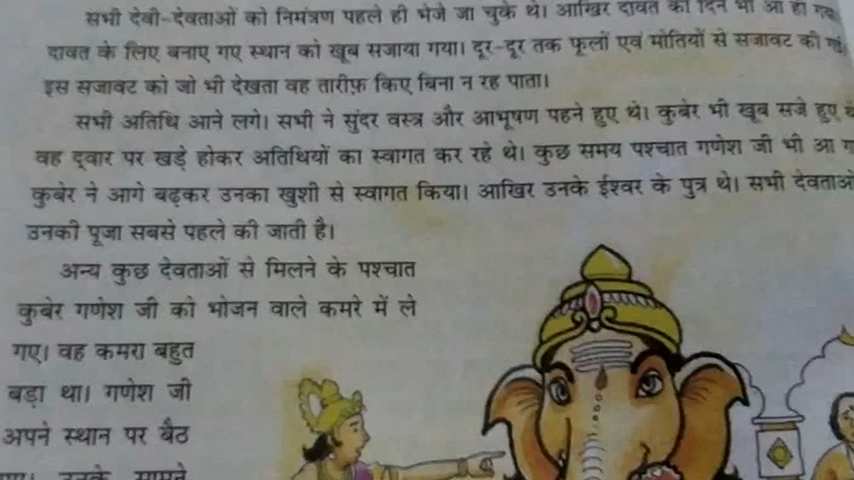 सभी देवी-देवताओं को निमंत्रण पहले ही भेजे जा चुके थे। आखिर दावत का दिन भी आ ही
दावत के लिए बनाए गए स्थान को खूब सजाया गया। दूर-दूर तक फूलों एवं मोतियों से सजावट की
इस सजावट को जो भी देखता वह तारीफ़ किए बिना न रह पाता।
सभी अतिथि आने लगे। सभी ने सुंदर वस्त्र और आभूषण पहने हुए थे। कुबेर भी खूब सजे हुए
वह द्वार पर खड़े होकर अतिथियों का स्वागत कर रहे थे। कुछ समय पश्चात गणेश जी भी आ
कुबेर ने आगे बढ़कर उनका खुशी से स्वागत किया। आखिर उनके ईश्वर के पुत्र थे। सभी देवताओं
उनकी पूजा सबसे पहले की जाती है।
अन्य कुछ देवताओं से मिलने के पश्चात
कुबेर गणेश जी को भोजन वाले कमरे में ले
गए। वह कमरा बहुत
बड़ा था। गणेश जी
अपने स्थान पर बैठ
गए। उनके सामने